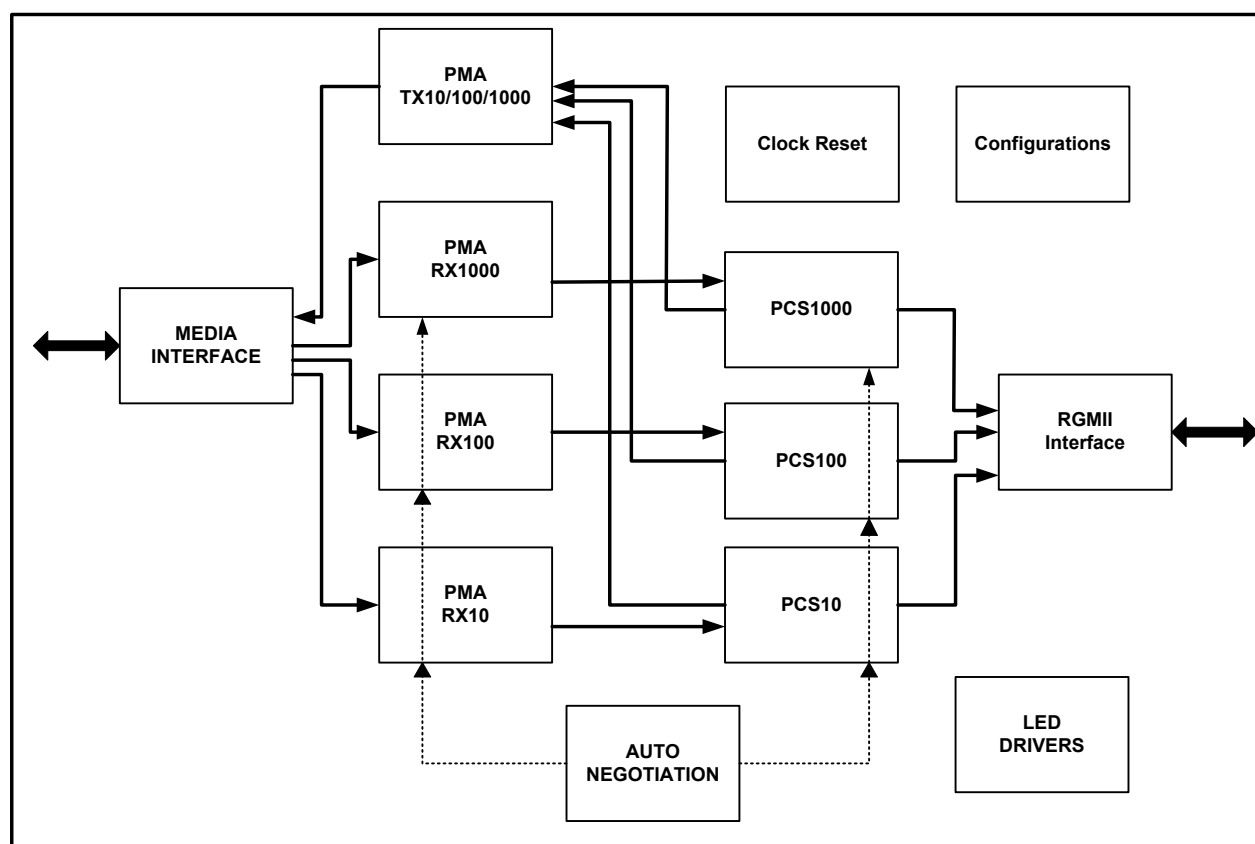 PMA
TX10/100/1000
Clock Reset
Configurations
PMA
RX1000
PCS1000
MEDIA
INTERFACE
PMA
RX100
PCS100
RGMII
Interface
PMA
RX10
PCS10
AUTO
NEGOTIATION
LED
DRIVERS